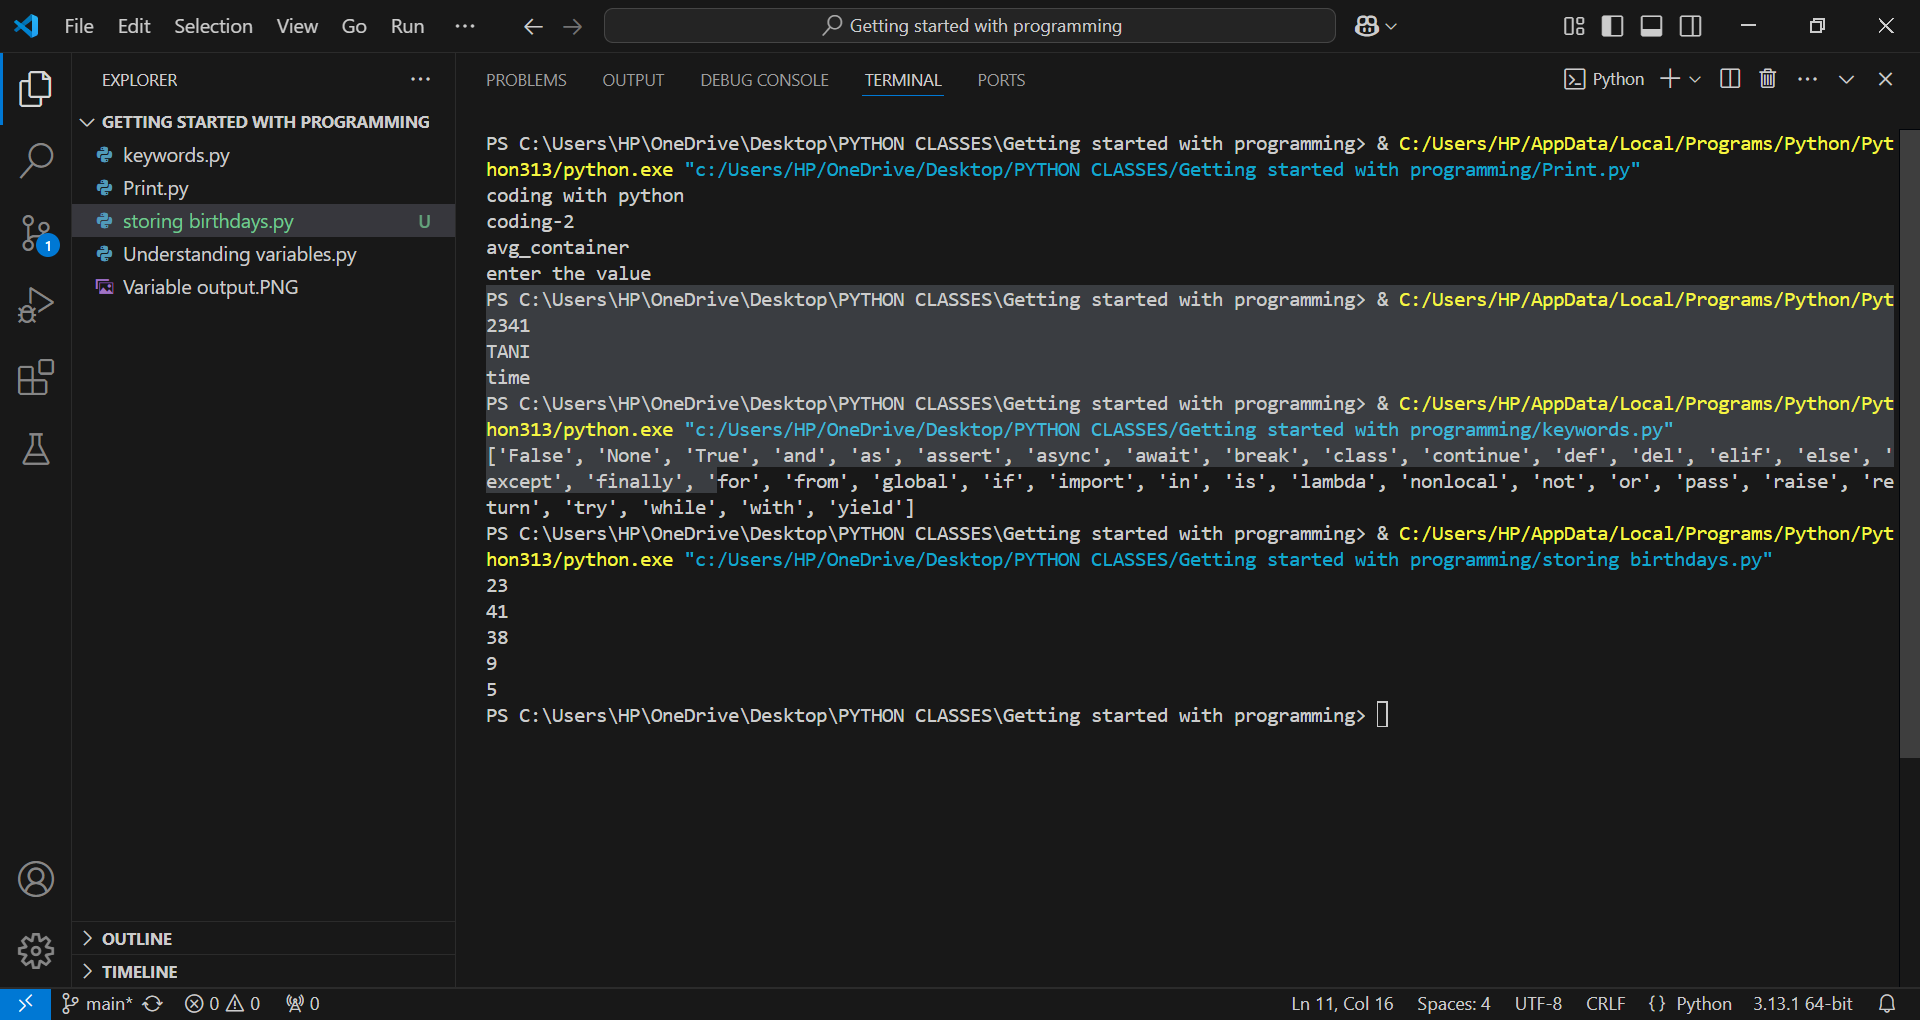 File Edit Selection View Go Run ··· Getting started with programming
EXPLORER ···
GETTING STARTED WITH PROGRAMMING
keywords.py
Print.py
storing birthdays.py U
Understanding variables.py
Variable output.PNG
1
OUTLINE
TIMELINE
PROBLEMS OUTPUT DEBUG CONSOLE TERMINAL PORTS Python
PS C:\Users\HP\OneDrive\Desktop\PYTHON CLASSES\Getting started with programming> & C:/Users/HP/AppData/Local/Programs/Python/Pyt
hon313/python.exe "c:/Users/HP/OneDrive/Desktop/PYTHON CLASSES/Getting started with programming/Print.py"
coding with python
coding-2
avg_container
enter the value
PS C:\Users\HP\OneDrive\Desktop\PYTHON CLASSES\Getting started with programming> & C:/Users/HP/AppData/Local/Programs/Python/Pyt
2341
TANI
time
PS C:\Users\HP\OneDrive\Desktop\PYTHON CLASSES\Getting started with programming> & C:/Users/HP/AppData/Local/Programs/Python/Pyt
hon313/python.exe "c:/Users/HP/OneDrive/Desktop/PYTHON CLASSES/Getting started with programming/keywords.py"
['False', 'None', 'True', 'and', 'as', 'assert', 'async', 'await', 'break', 'class', 'continue', 'def', 'del', 'elif', 'else', '
except', 'finally', 'for', 'from', 'global', 'if', 'import', 'in', 'is', 'lambda', 'nonlocal', 'not', 'or', 'pass', 'raise', 're
turn', 'try', 'while', 'with', 'yield']
PS C:\Users\HP\OneDrive\Desktop\PYTHON CLASSES\Getting started with programming> & C:/Users/HP/AppData/Local/Programs/Python/Pyt
hon313/python.exe "c:/Users/HP/OneDrive/Desktop/PYTHON CLASSES/Getting started with programming/storing birthdays.py"
23
41
38
9
5
PS C:\Users\HP\OneDrive\Desktop\PYTHON CLASSES\Getting started with programming>
main* 0 0 0 Ln 11, Col 16 Spaces: 4 UTF-8 CRLF {} Python 3.13.1 64-bit